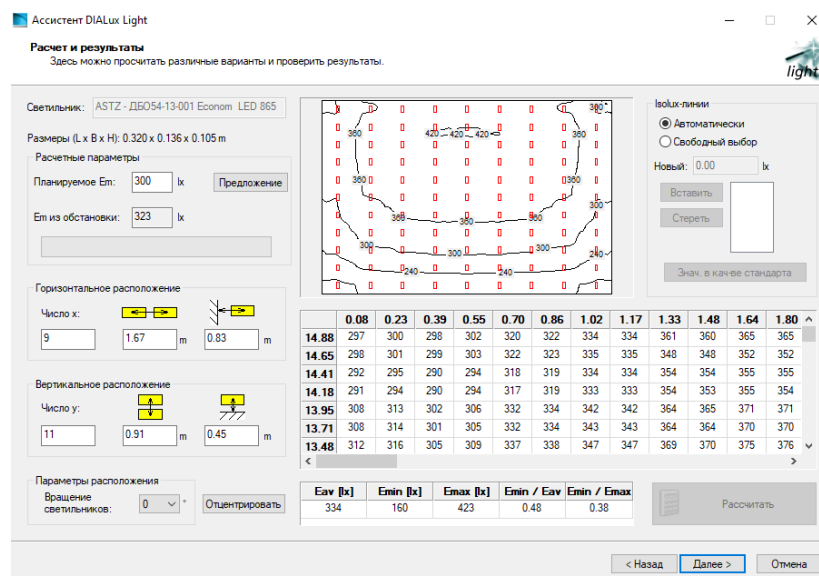 Ассистент DIALux Light
Расчет и результаты
Здесь можно просчитать различные варианты и проверить результаты.
light
Светильник: ASTZ - ДБО54-13-001 Econom LED 865
Размеры (L x B x H): 0.320 x 0.136 x 0.105 m
Расчетные параметры
Планируемое Em: 300 lx Предложение
Em из обстановки: 323 lx
Горизонтальное расположение
Число x:
9 1.67 m 0.83 m
Вертикальное расположение
Число y:
11 0.91 m 0.45 m
Параметры расположения
Вращение светильников: 0 ° Отцентрировать
360
360 420 420 420 360
360 360
300
360 360 360
300 300 300 240
240 240
Isolux-линии
Автоматически
Свободный выбор
Новый: 0.00 lx
Вставить
Стереть
Знач. в кач-ве стандарта
0.08 0.23 0.39 0.55 0.70 0.86 1.02 1.17 1.33 1.48 1.64 1.80
14.88 297 300 298 302 320 322 334 334 361 360 365 365
14.65 298 301 299 303 322 323 335 335 348 348 352 352
14.41 292 295 290 294 318 319 334 334 354 354 355 355
14.18 291 294 290 294 317 319 333 333 354 353 355 354
13.95 308 313 302 306 332 334 342 342 364 365 371 371
13.71 308 314 301 305 332 334 343 343 364 364 370 370
13.48 312 316 305 309 337 338 347 347 369 370 375 376
Eav [lx] Emin [lx] Emax [lx] Emin / Eav Emin / Emax
334 160 423 0.48 0.38
Рассчитать
< Назад Далее > Отмена